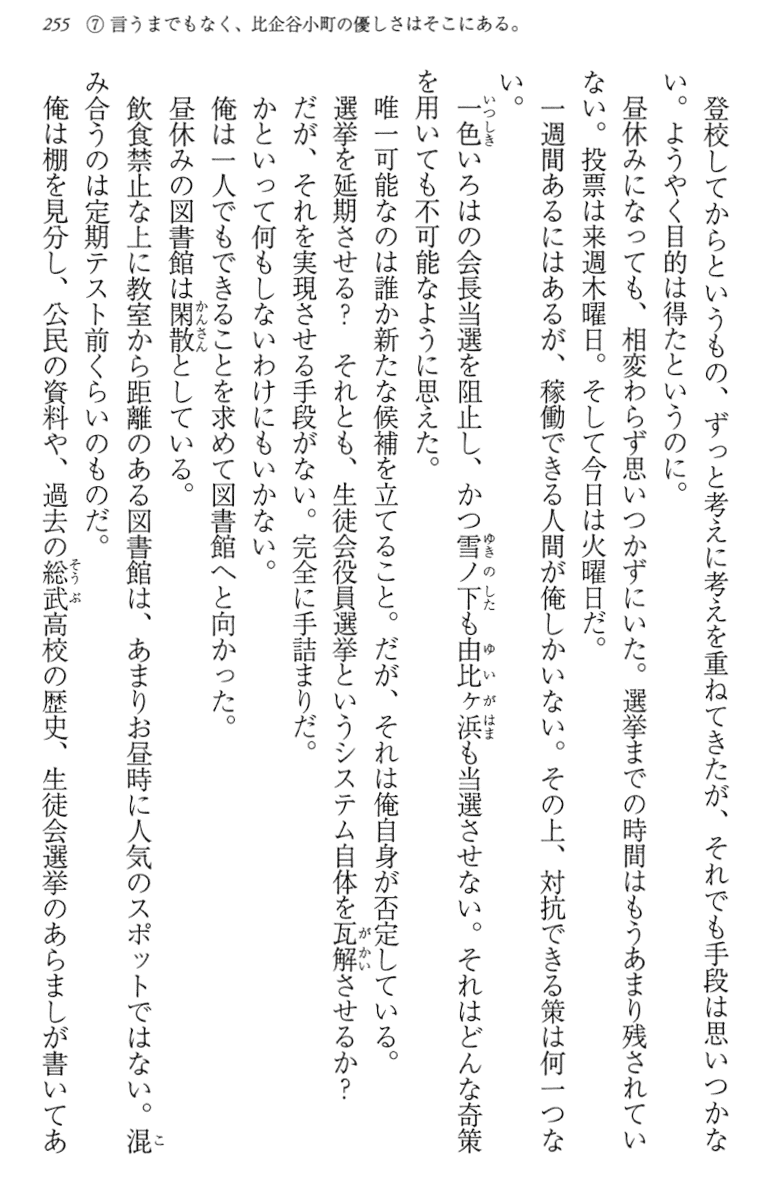 255 ⑦ 言うまでもなく、比企谷小町の優しさはそこにある。
　登校してからというもの、ずっと考えに考えを重ねてきたが、それでも手段は思いつかな
い。ようやく目的は得たというのに。
　昼休みになっても、相変わらず思いつかずにいた。選挙までの時間はもうあまり残されてい
ない。投票は来週木曜日。そして今日は火曜日だ。
　一週間あるにはあるが、稼働できる人間が俺しかいない。その上、対抗できる策は何一つな
い。
　一色いろはの会長当選を阻止し、かつ雪ノ下も由比ヶ浜も当選させない。それはどんな奇策
を用いても不可能なように思えた。
　唯一可能なのは誰か新たな候補を立てること。だが、それは俺自身が否定している。
　選挙を延期させる？　それとも、生徒会役員選挙というシステム自体を瓦解させるか？
　だが、それを実現させる手段がない。完全に手詰まりだ。
　かといって何もしないわけにもいかない。
　俺は一人でもできることを求めて図書館へと向かった。
　昼休みの図書館は閑散としている。
　飲食禁止な上に教室から距離のある図書館は、あまりお昼時に人気のスポットではない。混
み合うのは定期テスト前くらいのものだ。
　俺は棚を見分し、公民の資料や、過去の総武高校の歴史、生徒会選挙のあらましが書いてあ